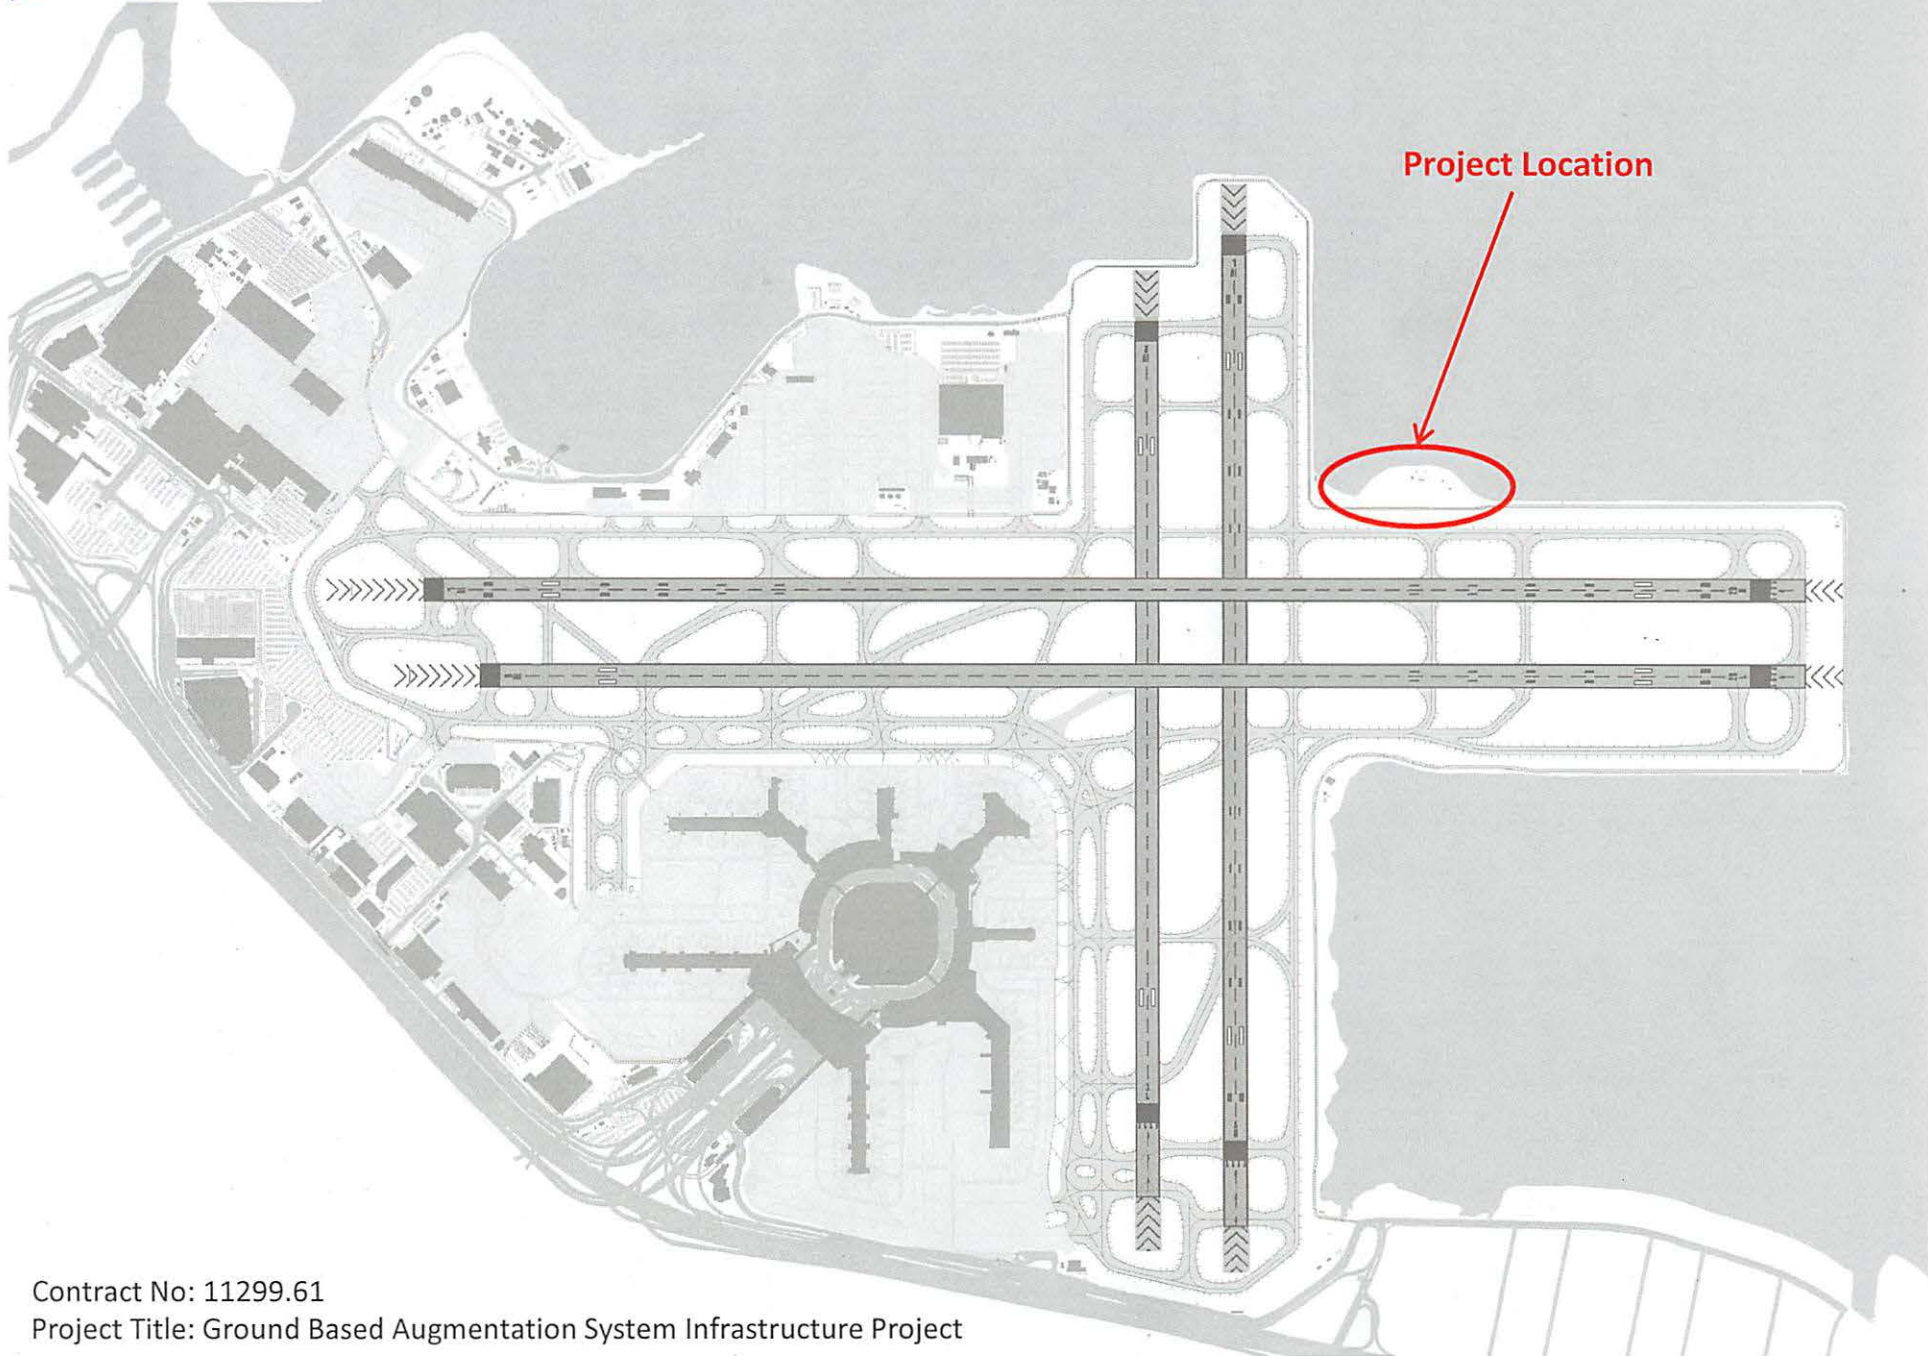 Project Location
Contract No: 11299.61
Project Title: Ground Based Augmentation System Infrastructure Project